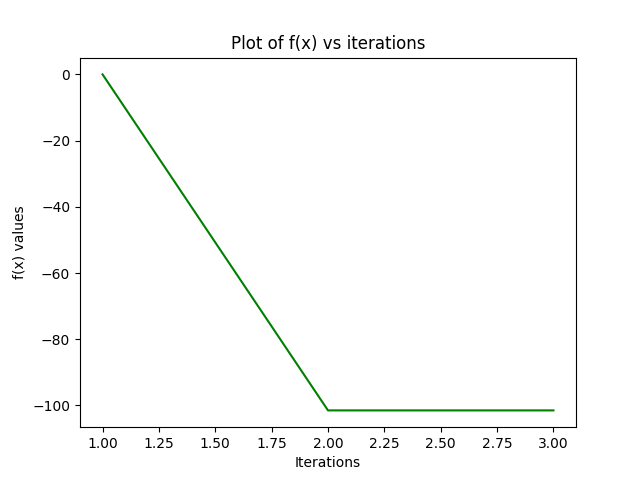 Plot of f(x) vs iterations
0
−20
−40
−60
−80
−100
f(x) values
1.00 1.25 1.50 1.75 2.00 2.25 2.50 2.75 3.00
Iterations